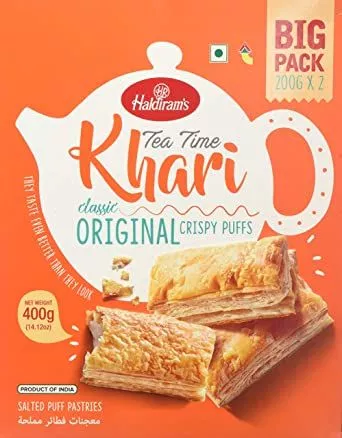 BIG
PACK
200G X 2
HR
Haldiram's
Tea Time
Khari
classic
ORIGINAL CRISPY PUFFS
THEY TASTE EVEN BETTER THAN THEY LOOK
NET WEIGHT
400g
(14.12oz)
PRODUCT OF INDIA
SALTED PUFF PASTRIES
معجنات فطائر مملحة